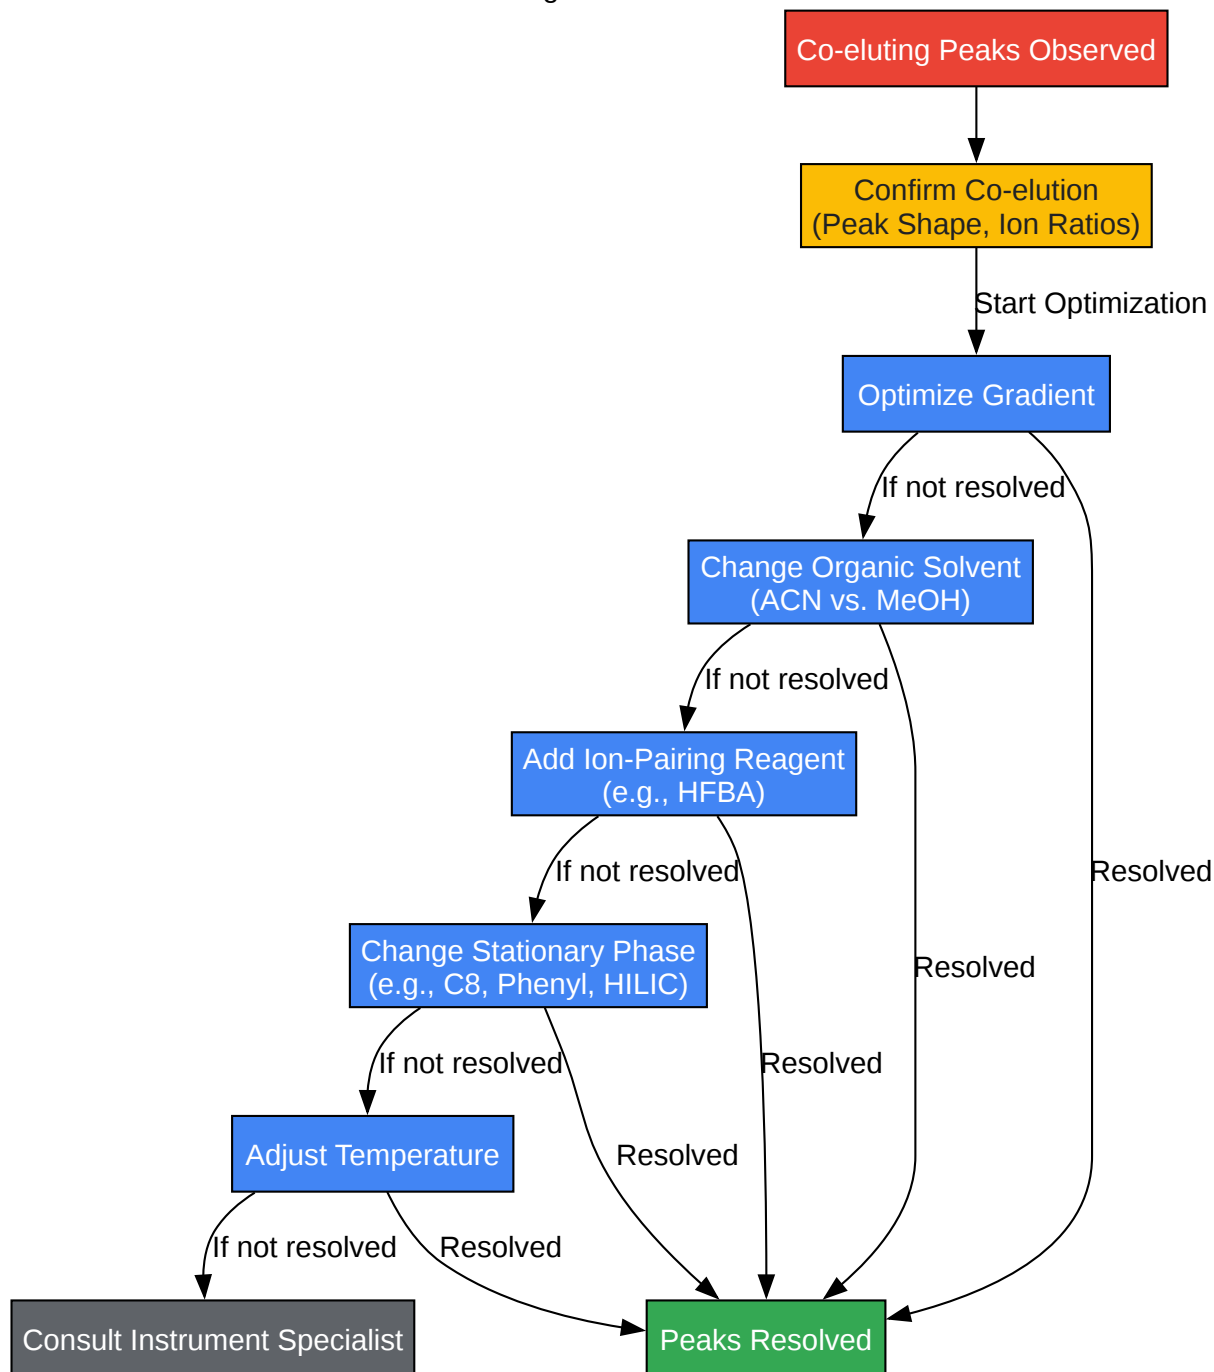 Co-eluting Peaks Observed
Confirm Co-elution
(Peak Shape, Ion Ratios)
Start Optimization
Optimize Gradient
If not resolved
Change Organic Solvent
(ACN vs. MeOH)
If not resolved
Add Ion-Pairing Reagent
(e.g., HFBA)
If not resolved
Resolved
Change Stationary Phase
(e.g., C8, Phenyl, HILIC)
Resolved
If not resolved
Resolved
Adjust Temperature
Resolved
If not resolved
Resolved
Consult Instrument Specialist
Peaks Resolved